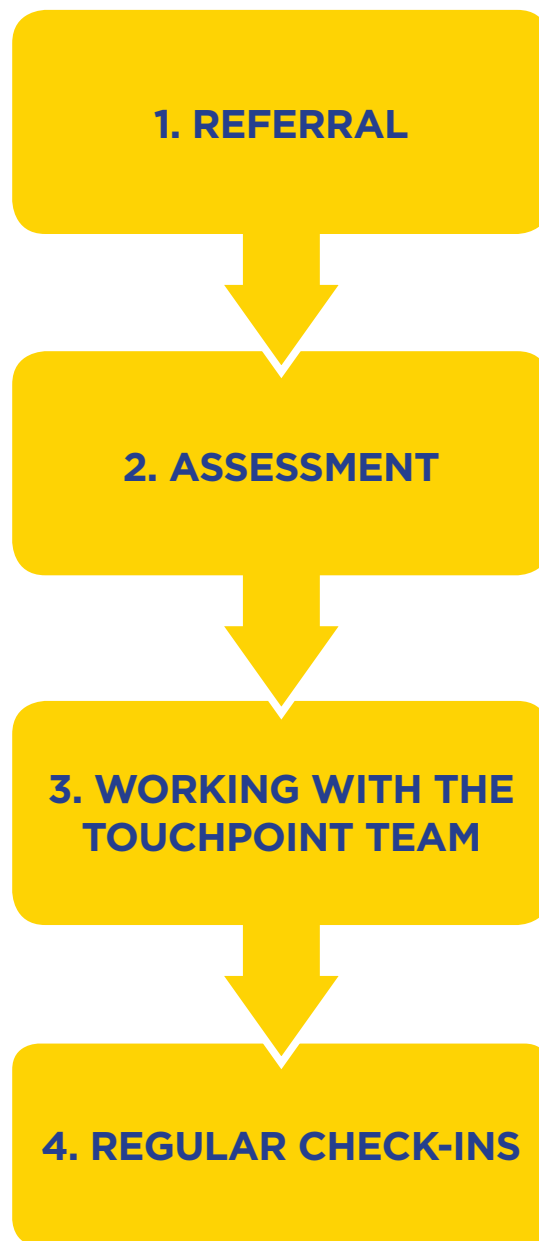 1. REFERRAL
2. ASSESSMENT
3. WORKING WITH THE
TOUCHPOINT TEAM
4. REGULAR CHECK-INS